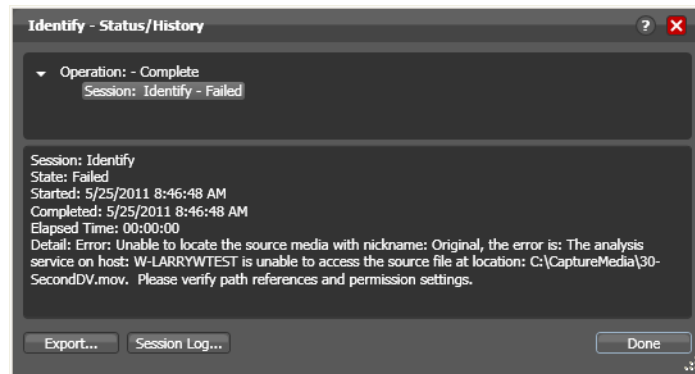 Identify - Status/History
?
Operation: - Complete
Session: Identify - Failed
Session: Identify
State: Failed
Started: 5/25/2011 8:46:48 AM
Completed: 5/25/2011 8:46:48 AM
Elapsed Time: 00:00:00
Detail: Error: Unable to locate the source media with nickname: Original, the error is: The analysis
service on host: W-LARRYWTEST is unable to access the source file at location: C:\CaptureMedia\30-
SecondDV.mov.  Please verify path references and permission settings.
Export... Session Log... Done